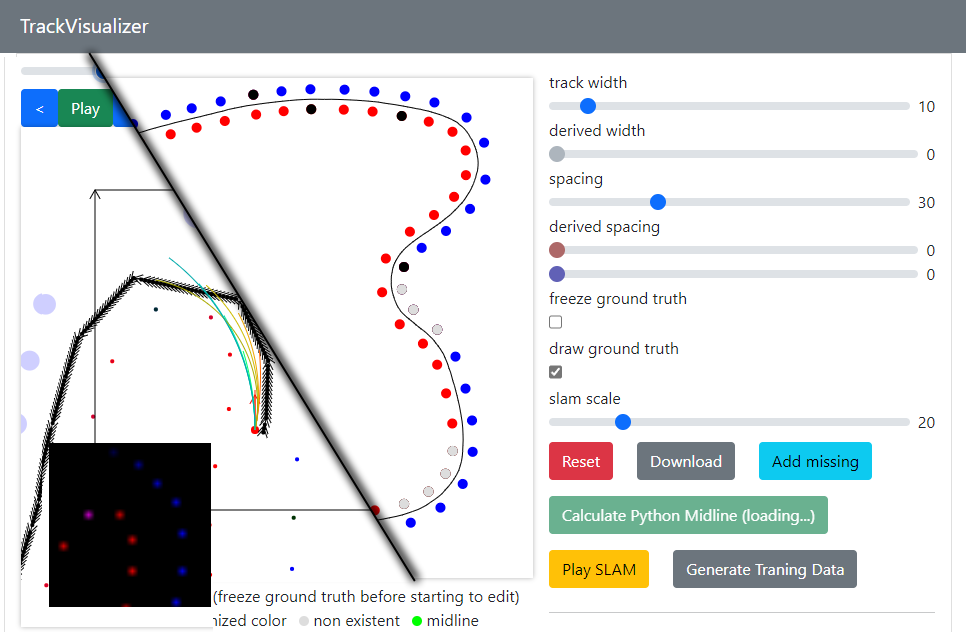 TrackVisualizer
< Play
track width
10
derived width
0
spacing
30
derived spacing
0
0
freeze ground truth
draw ground truth
slam scale
20
Reset Download Add missing
Calculate Python Midline (loading...)
Play SLAM Generate Traning Data
(freeze ground truth before starting to edit)
color non existent midline